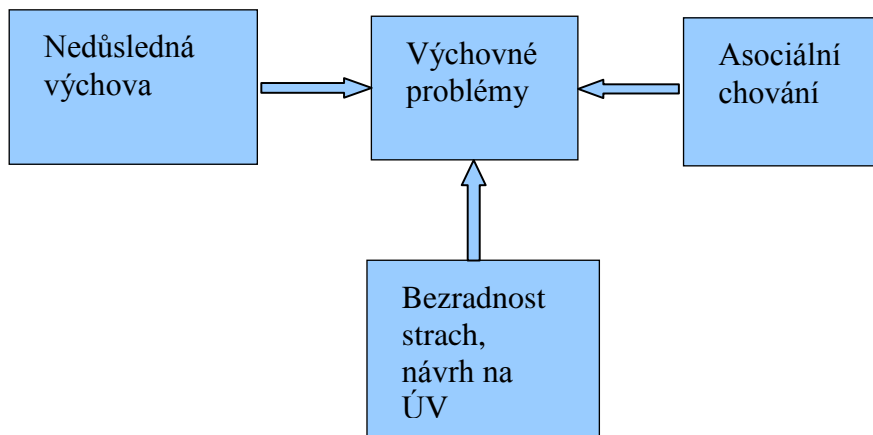 Nedůsledná
výchova
Výchovné
problémy
Asociální
chování
Bezradnost
strach,
návrh na
ÚV